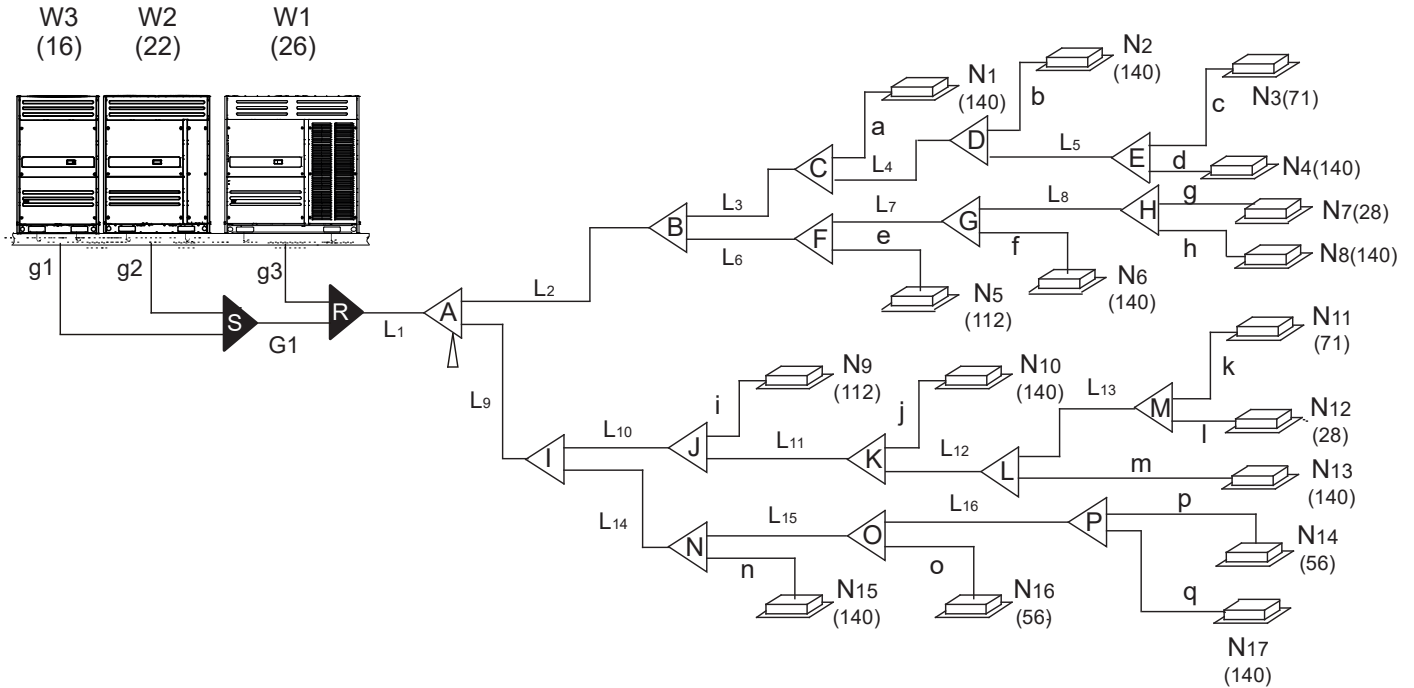 W3
(16)
W2
(22)
W1
(26)
g1
g2
g3
S
G1
R
L1
A
L2
B
L3
C
a
N1
(140)
L4
D
b
N2
(140)
L5
E
c
N3(71)
d
N4(140)
L6
F
L7
e
N5
(112)
G
f
N6
(140)
L8
H
g
N7(28)
h
N8(140)
L9
I
L10
J
i
N9
(112)
L11
K
j
N10
(140)
L12
L
L13
M
k
N11
(71)
l
N12
(28)
m
N13
(140)
L14
N
n
N15
(140)
L15
O
o
N16
(56)
L16
P
p
N14
(56)
q
N17
(140)